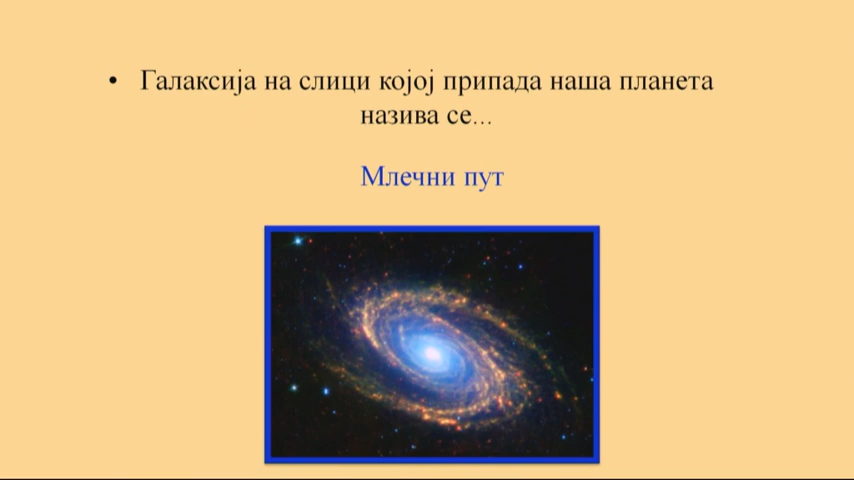 • Галаксија на слици којој припада наша планета
назива се...
Млечни пут